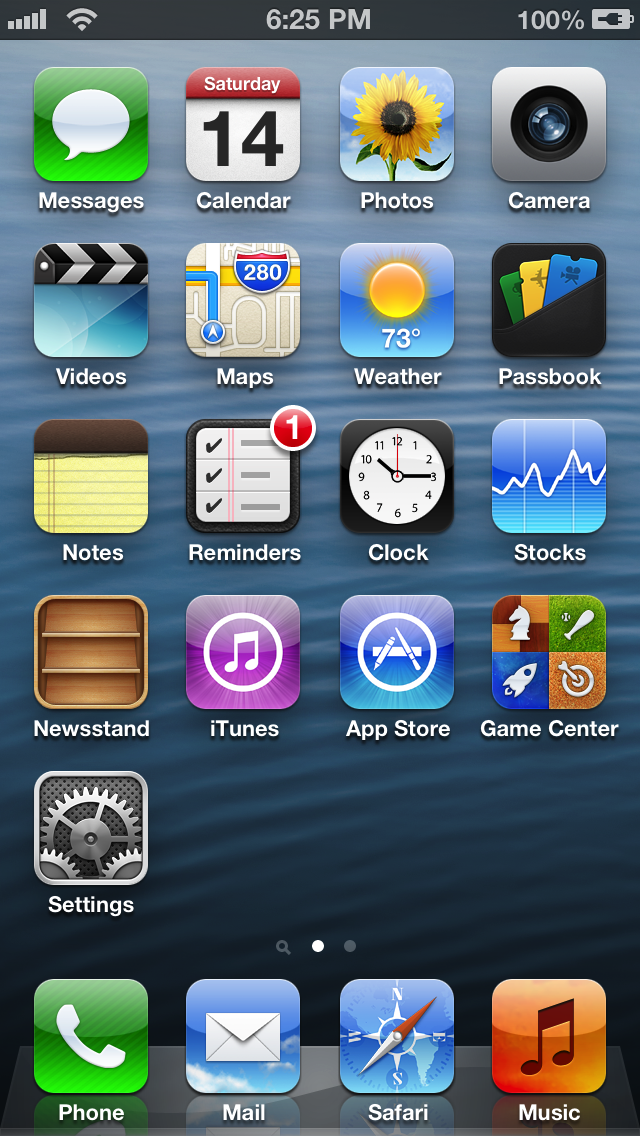 6:25 PM 100%
Saturday
14
Messages Calendar Photos Camera
280
73°
Videos Maps Weather Passbook
1
11 12 1
10 2
9 3
8 4
7 6 5
Notes Reminders Clock Stocks
Newsstand iTunes App Store Game Center
Settings
N
W E
S
Phone Mail Safari Music